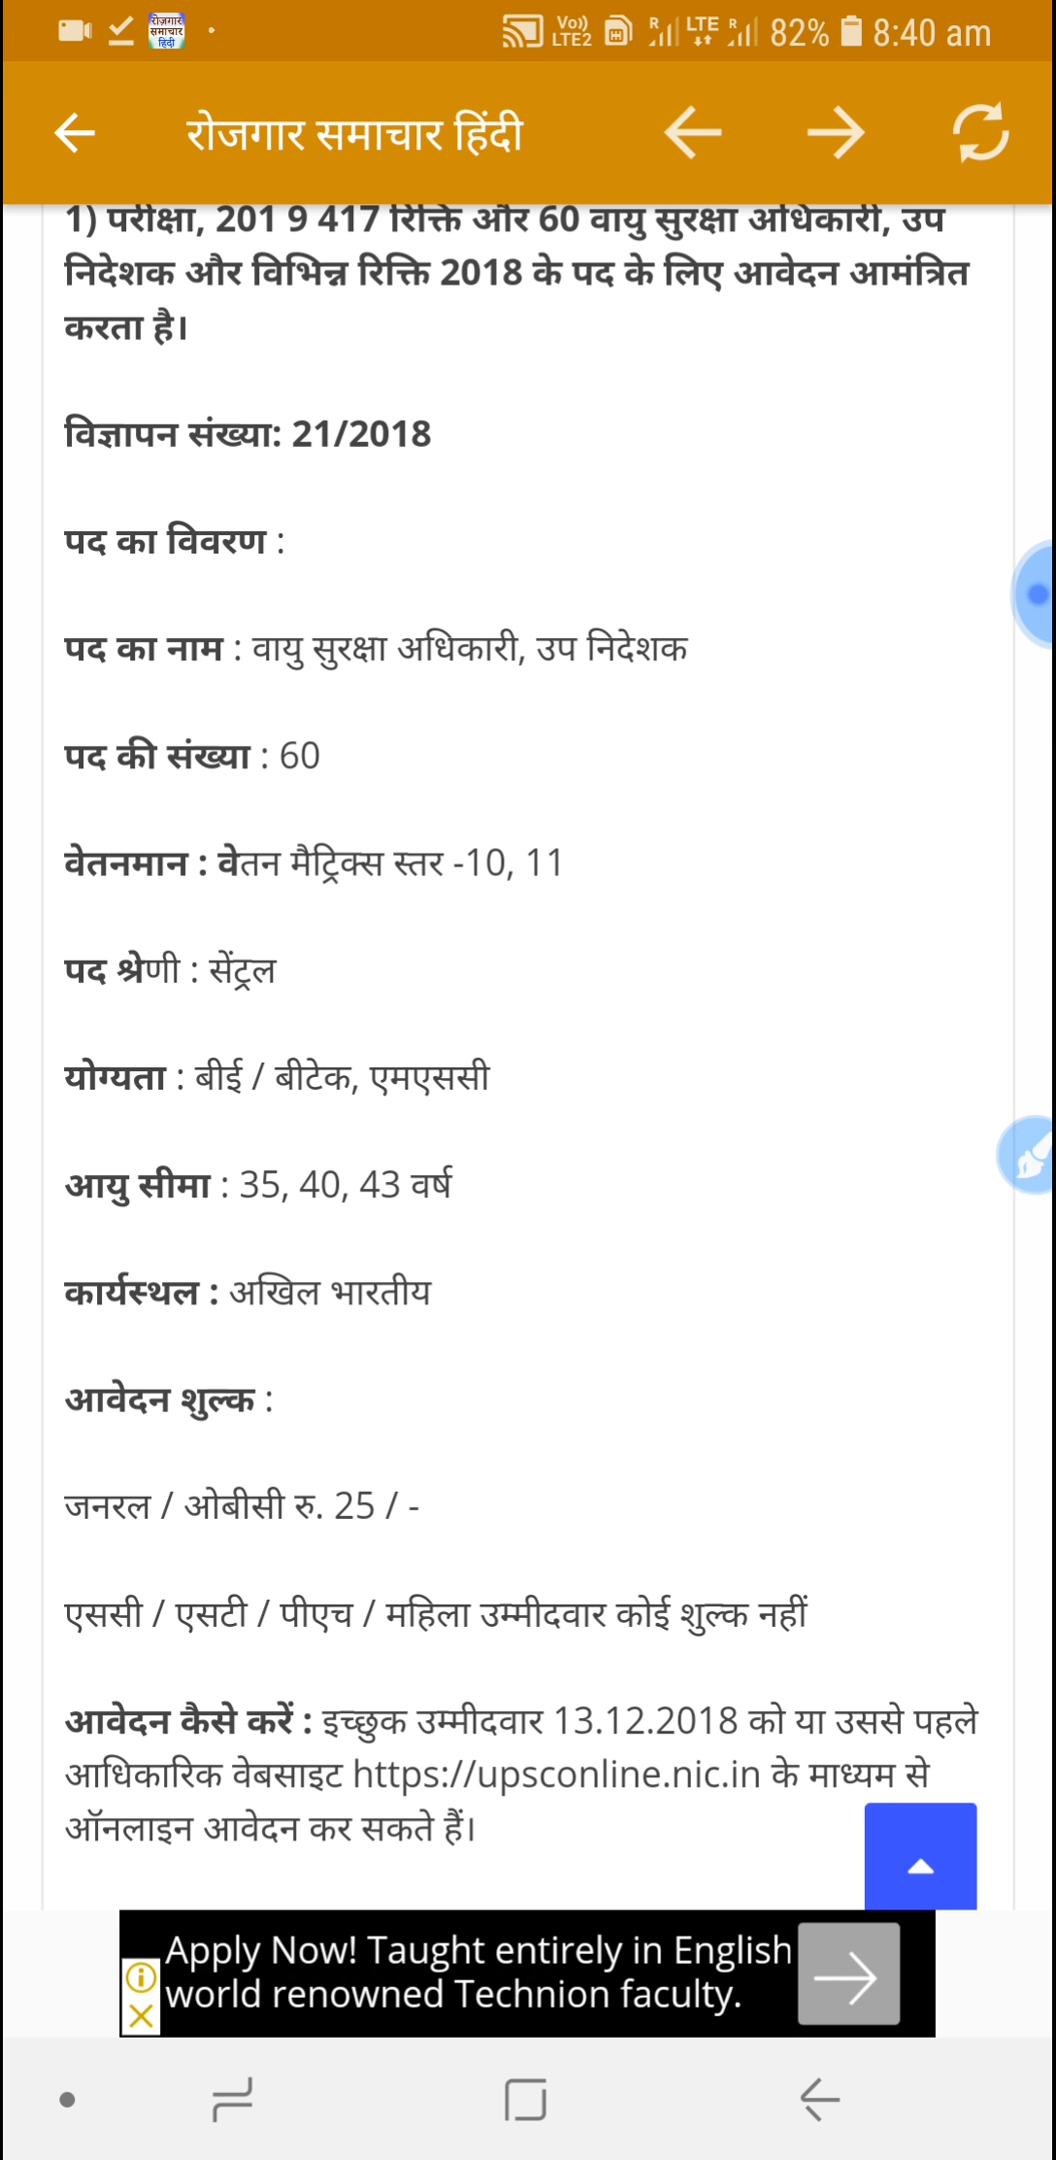 रोजगार
समाचार
हिंदी
Vo))
LTE2
R
LTE
R
82%
8:40 am
रोजगार समाचार हिंदी
1) परीक्षा, 201 9 417 रिक्ति और 60 वायु सुरक्षा अधिकारी, उप
निदेशक और विभिन्न रिक्ति 2018 के पद के लिए आवेदन आमंत्रित
करता है।
विज्ञापन संख्या: 21/2018
पद का विवरण :
पद का नाम : वायु सुरक्षा अधिकारी, उप निदेशक
पद की संख्या : 60
वेतनमान : वेतन मैट्रिक्स स्तर -10, 11
पद श्रेणी : सेंट्रल
योग्यता : बीई / बीटेक, एमएससी
आयु सीमा : 35, 40, 43 वर्ष
कार्यस्थल : अखिल भारतीय
आवेदन शुल्क :
जनरल / ओबीसी रु. 25 / -
एससी / एसटी / पीएच / महिला उम्मीदवार कोई शुल्क नहीं
आवेदन कैसे करें : इच्छुक उम्मीदवार 13.12.2018 को या उससे पहले
आधिकारिक वेबसाइट https://upsconline.nic.in के माध्यम से
ऑनलाइन आवेदन कर सकते हैं।
Apply Now! Taught entirely in English
world renowned Technion faculty.